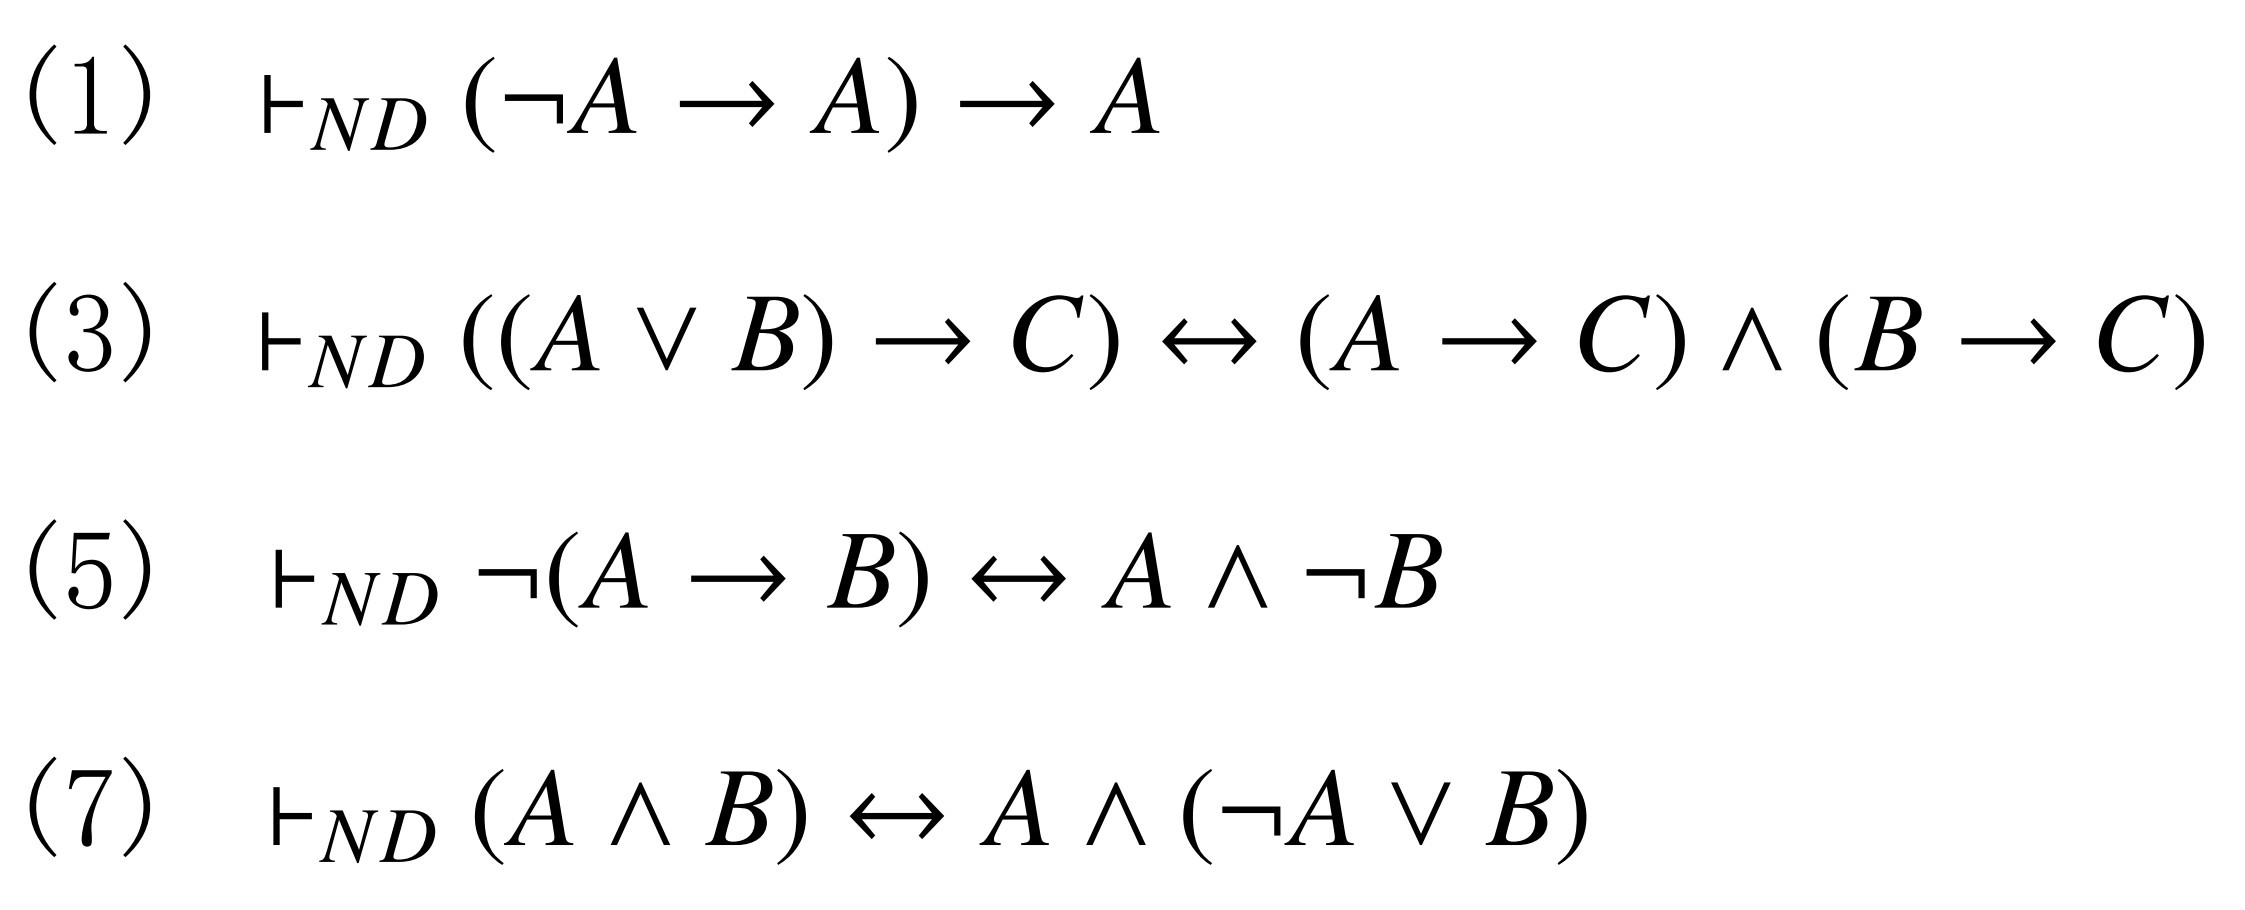 (1) ⊢ND (¬A → A) → A
(3) ⊢ND ((A ∨ B) → C) ↔ (A → C) ∧ (B → C)
(5) ⊢ND ¬(A → B) ↔ A ∧ ¬B
(7) ⊢ND (A ∧ B) ↔ A ∧ (¬A ∨ B)